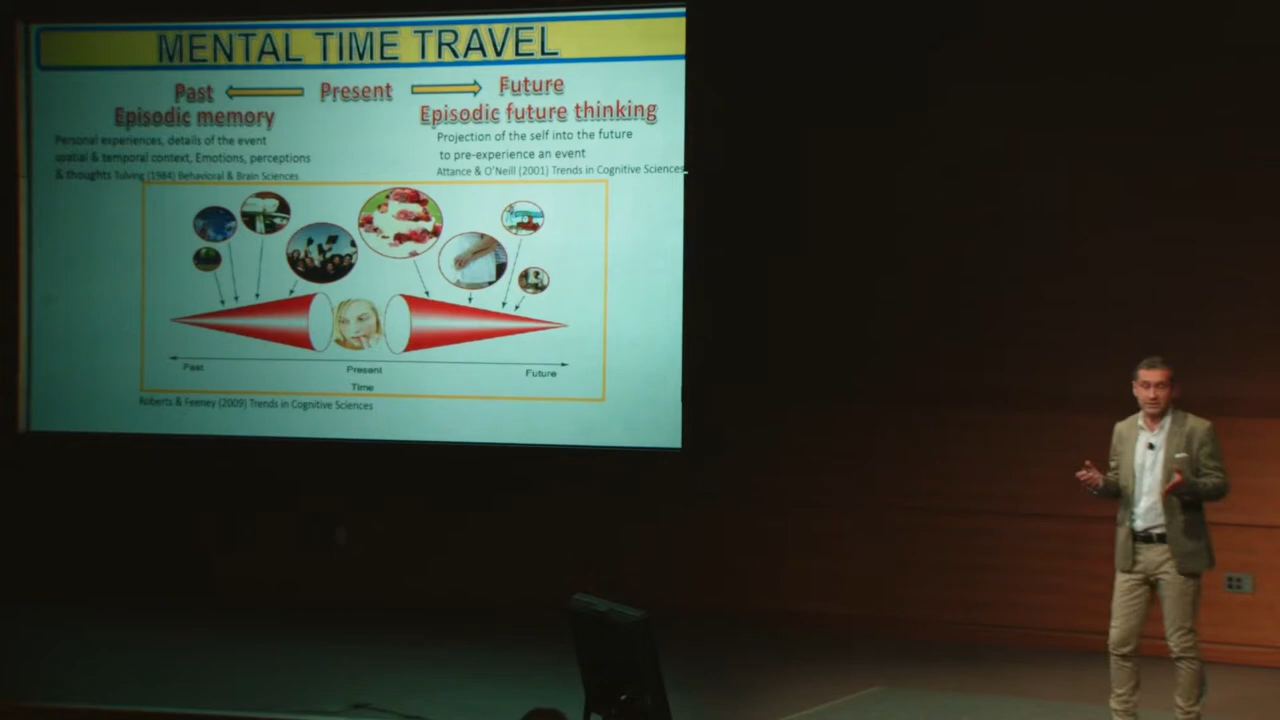 MENTAL TIME TRAVEL
Past Present Future
Episodic memory
Episodic future thinking
Personal experiences, details of the event
spatial & temporal context, Emotions, perceptions
& thoughts Tulving (1984) Behavioral & Brain Sciences
Projection of the self into the future
to pre-experience an event
Attance & O'Neill (2001) Trends in Cognitive Sciences
Past
Present
Future
Time
Roberts & Feeney (2009) Trends in Cognitive Sciences